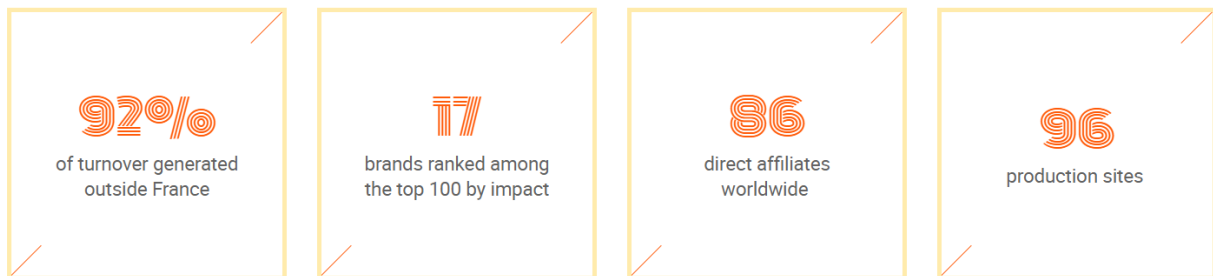 92%
of turnover generated
outside France
17
brands ranked among
the top 100 by impact
86
direct affiliates
worldwide
96
production sites